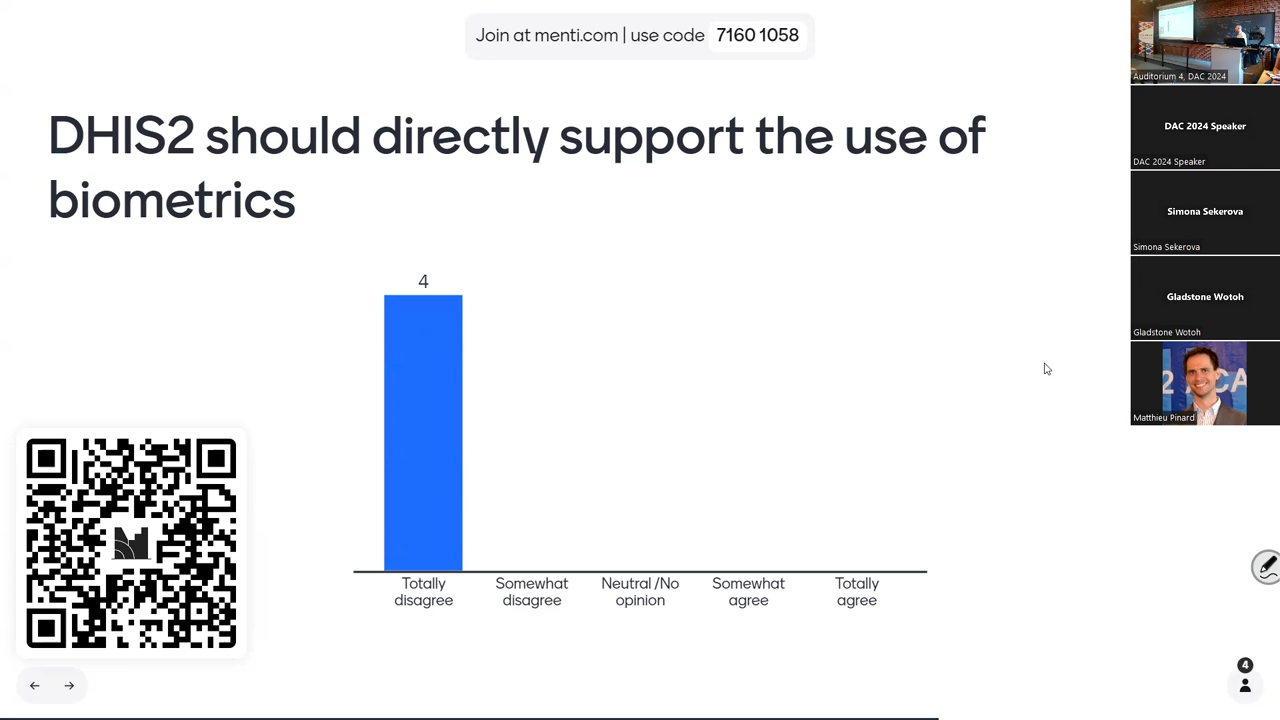 Join at menti.com | use code 7160 1058
DHIS2 should directly support the use of
biometrics
4
Totally
disagree
Somewhat
disagree
Neutral /No
opinion
Somewhat
agree
Totally
agree
4
Auditorium 4, DAC 2024
DAC 2024 Speaker
DAC 2024 Speaker
Simona Sekerova
Simona Sekerova
Gladstone Wotoh
Gladstone Wotoh
Matthieu Pinard